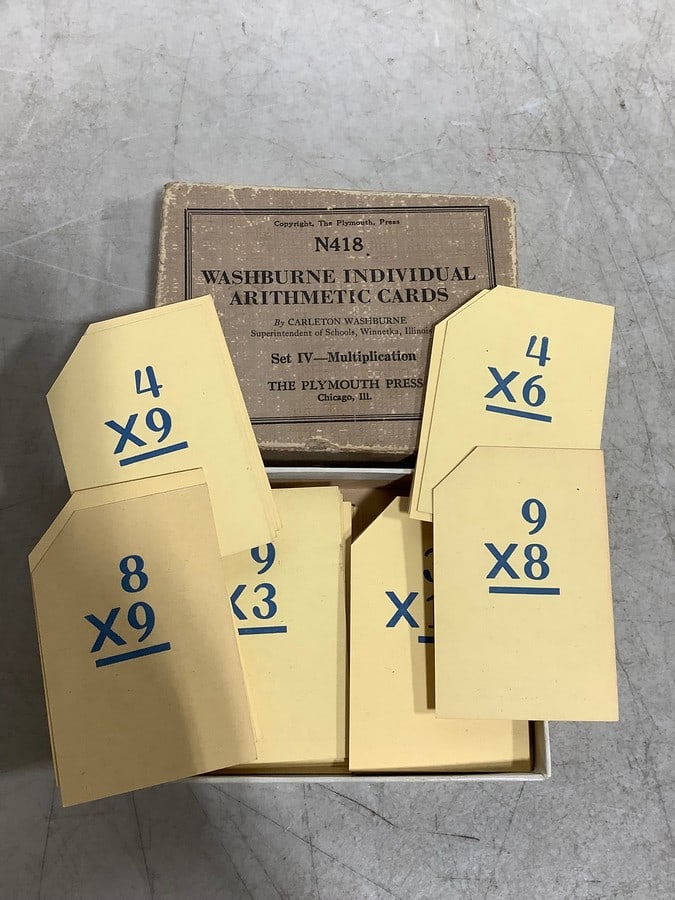 Copyright, The Plymouth, Press
N418
WASHBURNE INDIVIDUAL
ARITHMETIC CARDS
By CARLETON WASHBURNE
Superintendent of Schools, Winnetka, Illinois
Set IV—Multiplication
THE PLYMOUTH PRESS
Chicago, Ill.
4
X9
4
X6
8
X9
9
X3
X
9
X8